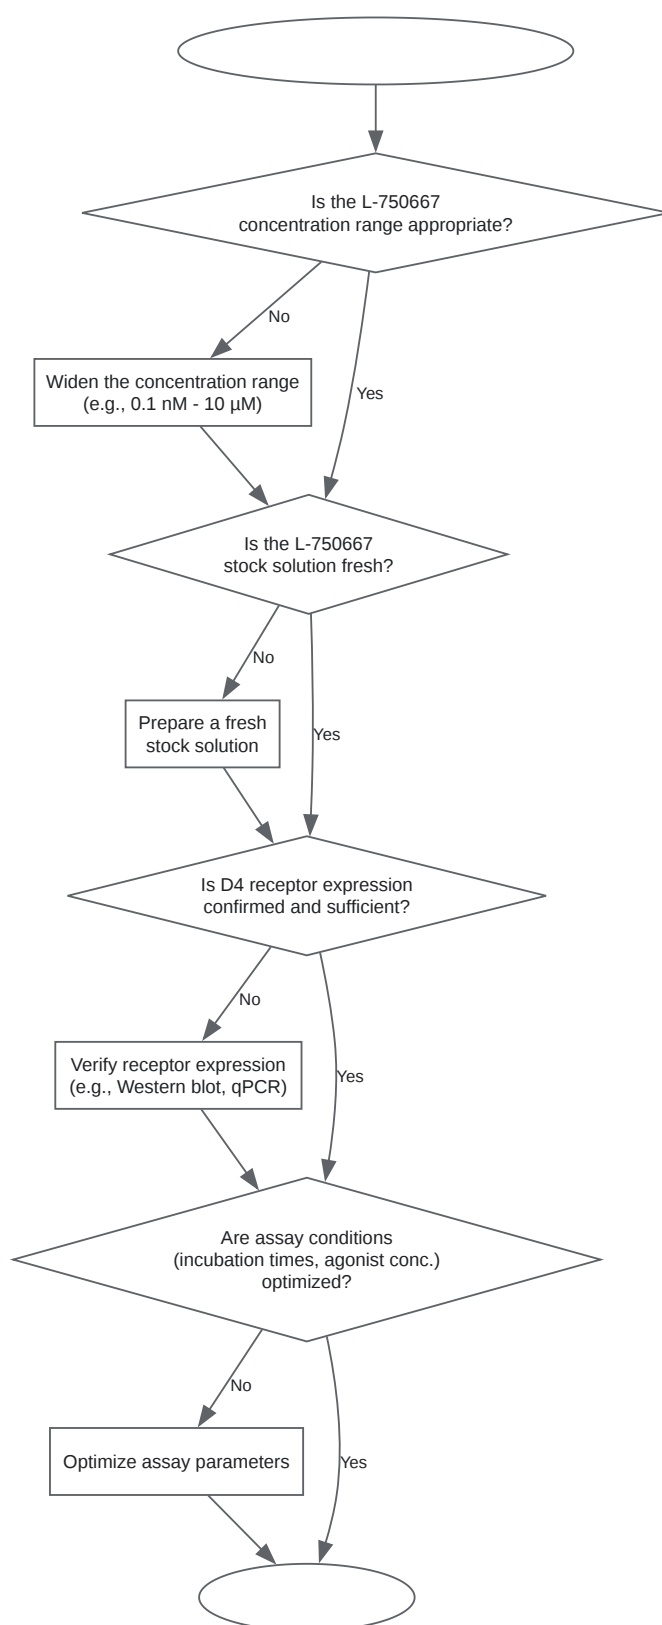 Is the L-750667
concentration range appropriate?
No
Widen the concentration range
(e.g., 0.1 nM - 10 µM)
Yes
Is the L-750667
stock solution fresh?
No
Prepare a fresh
stock solution
Yes
Is D4 receptor expression
confirmed and sufficient?
No
Verify receptor expression
(e.g., Western blot, qPCR)
Yes
Are assay conditions
(incubation times, agonist conc.)
optimized?
No
Optimize assay parameters
Yes